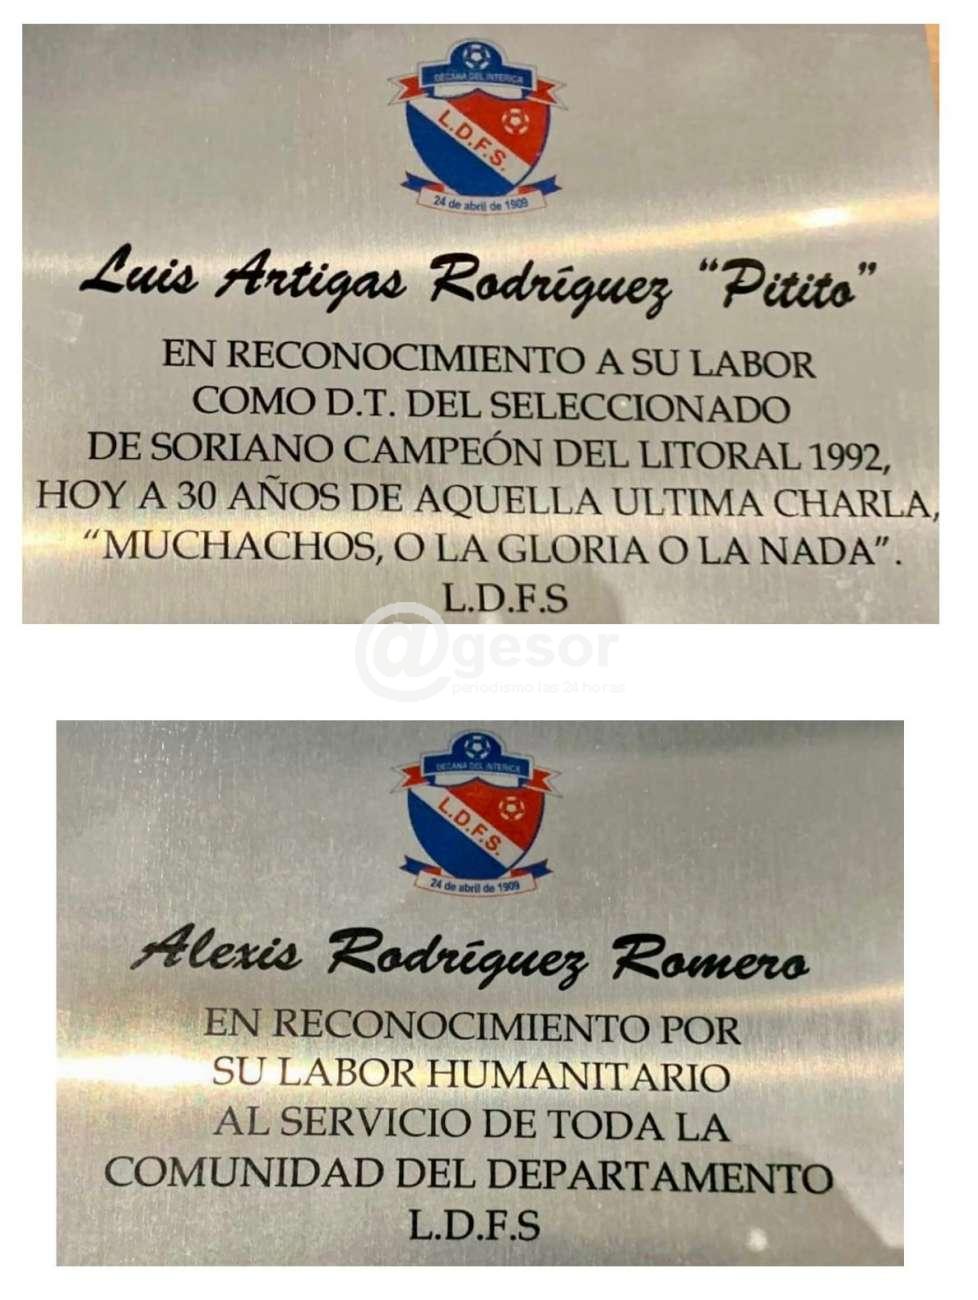 DECANA DEL INTERIOR
L.D.F.S.
24 de abril de 1909
Luis Artigas Rodríguez "Pitito"
EN RECONOCIMIENTO A SU LABOR
COMO D.T. DEL SELECCIONADO
DE SORIANO CAMPEÓN DEL LITORAL 1992,
HOY A 30 AÑOS DE AQUELLA ULTIMA CHARLA,
“MUCHACHOS, O LA GLORIA O LA NADA”.
L.D.F.S
@gesor
periodismo las 24 horas
DECANA DEL INTERIOR
L.D.F.S.
24 de abril de 1909
Alexis Rodríguez Romero
EN RECONOCIMIENTO POR
SU LABOR HUMANITARIO
AL SERVICIO DE TODA LA
COMUNIDAD DEL DEPARTAMENTO
L.D.F.S